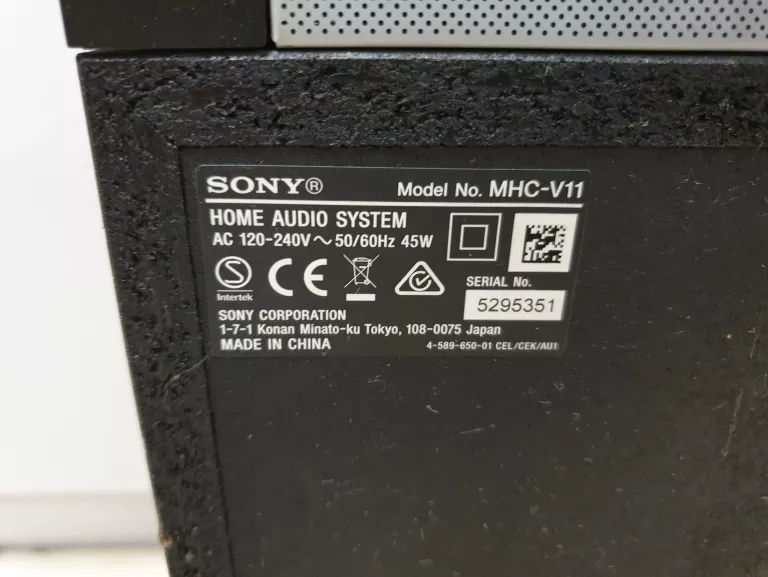 SONY® Model No. MHC-V11
HOME AUDIO SYSTEM
AC 120-240V ~ 50/60Hz 45W
S
Intertek
CE
SERIAL No.
5295351
SONY CORPORATION
1-7-1 Konan Minato-ku Tokyo, 108-0075 Japan
MADE IN CHINA 4-589-650-01 CEL/CEK/AU1